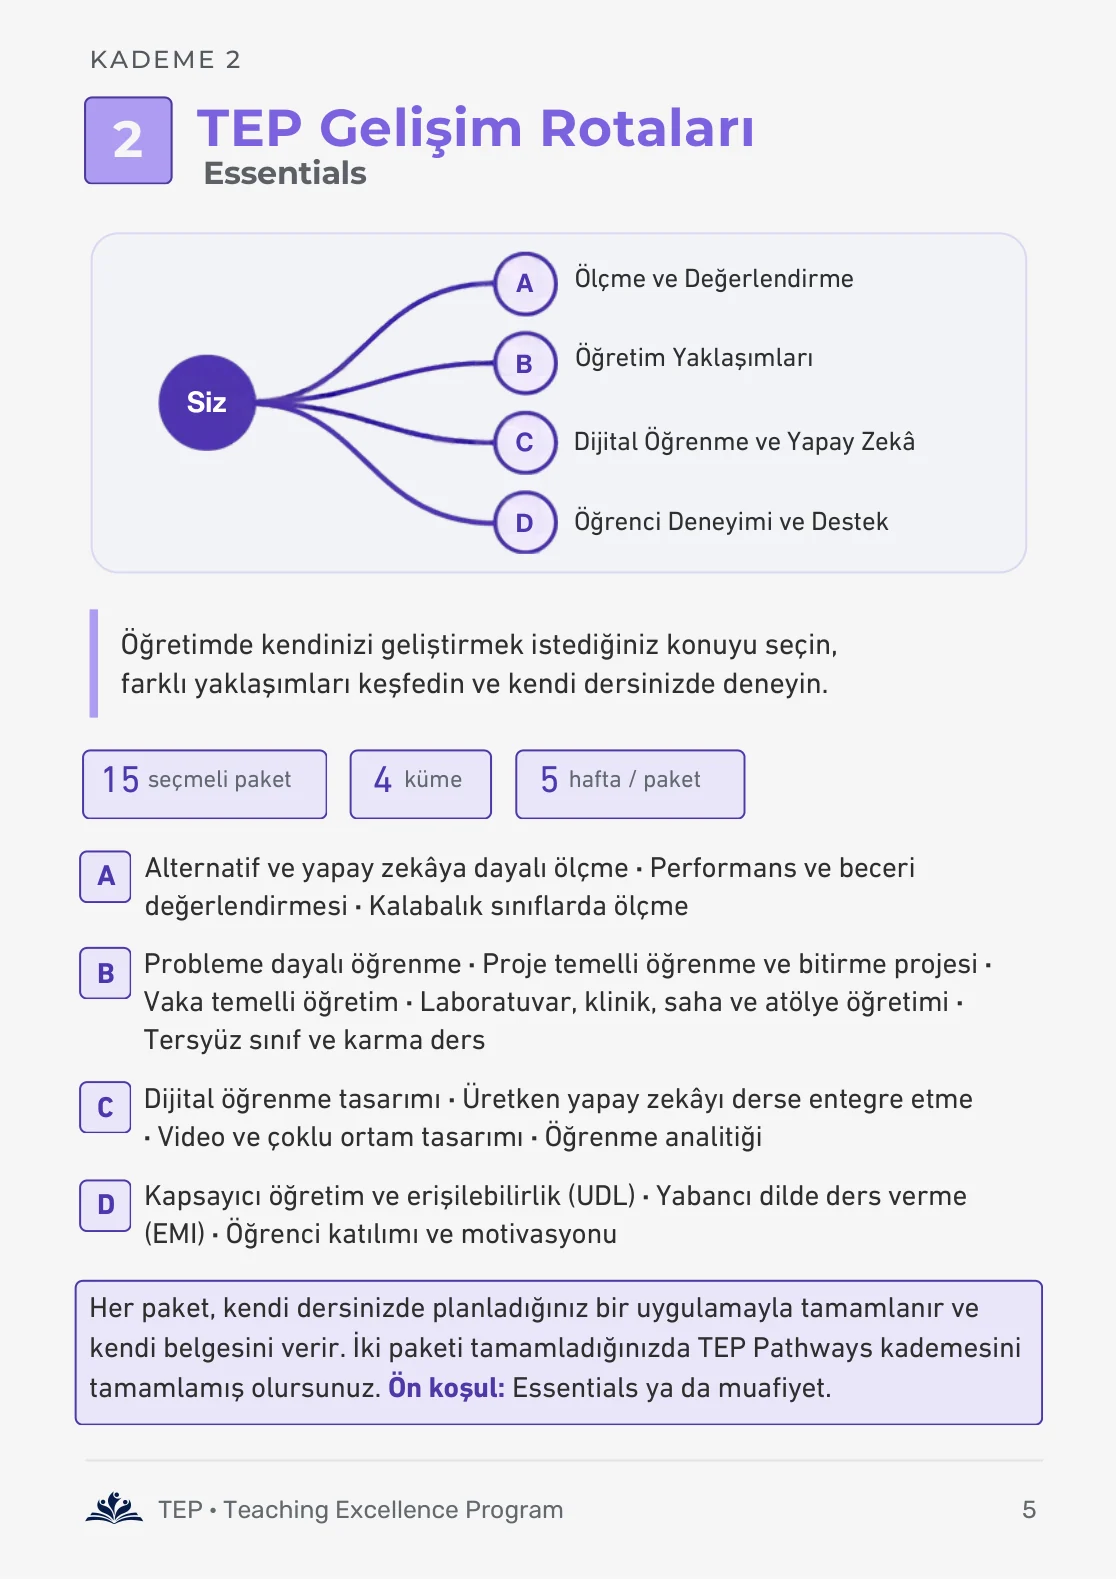 KADEME 2
2
TEP Gelişim Rotaları
Essentials
Siz
A
Ölçme ve Değerlendirme
B
Öğretim Yaklaşımları
C
Dijital Öğrenme ve Yapay Zekâ
D
Öğrenci Deneyimi ve Destek
Öğretimde kendinizi geliştirmek istediğiniz konuyu seçin,
farklı yaklaşımları keşfedin ve kendi dersinizde deneyin.
15 seçmeli paket
4 küme
5 hafta / paket
A
Alternatif ve yapay zekâya dayalı ölçme · Performans ve beceri
değerlendirmesi · Kalabalık sınıflarda ölçme
B
Probleme dayalı öğrenme · Proje temelli öğrenme ve bitirme projesi ·
Vaka temelli öğretim · Laboratuvar, klinik, saha ve atölye öğretimi ·
Tersyüz sınıf ve karma ders
C
Dijital öğrenme tasarımı · Üretken yapay zekâyı derse entegre etme
· Video ve çoklu ortam tasarımı · Öğrenme analitiği
D
Kapsayıcı öğretim ve erişilebilirlik (UDL) · Yabancı dilde ders verme
(EMI) · Öğrenci katılımı ve motivasyonu
Her paket, kendi dersinizde planladığınız bir uygulamayla tamamlanır ve
kendi belgesini verir. İki paketi tamamladığınızda TEP Pathways kademesini
tamamlamış olursunuz. Ön koşul: Essentials ya da muafiyet.
TEP • Teaching Excellence Program
5